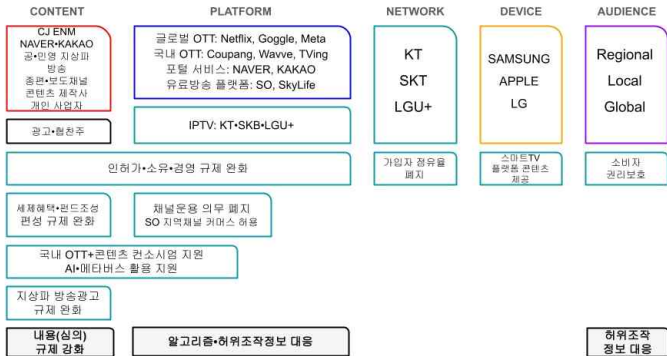 CONTENT
PLATFORM
NETWORK
DEVICE
AUDIENCE
CJ ENM
NAVER•KAKAO
공•민영 지상파
방송
종편•보도채널
콘텐츠 제작사
개인 사업자
글로벌 OTT: Netflix, Goggle, Meta
국내 OTT: Coupang, Wavve, TVing
포털 서비스: NAVER, KAKAO
유료방송 플랫폼: SO, SkyLife
KT
SKT
LGU+
SAMSUNG
APPLE
LG
Regional
Local
Global
광고•협찬주
IPTV: KT•SKB•LGU+
인허가•소유•경영 규제 완화
가입자 점유율
폐지
스마트TV
플랫폼 콘텐츠
제공
소비자
권리보호
세제혜택•펀드조성
편성 규제 완화
채널운용 의무 폐지
SO 지역채널 커머스 허용
국내 OTT+콘텐츠 컨소시엄 지원
AI•메타버스 활용 지원
지상파 방송광고
규제 완화
내용(심의)
규제 강화
알고리즘•허위조작정보 대응
허위조작
정보 대응